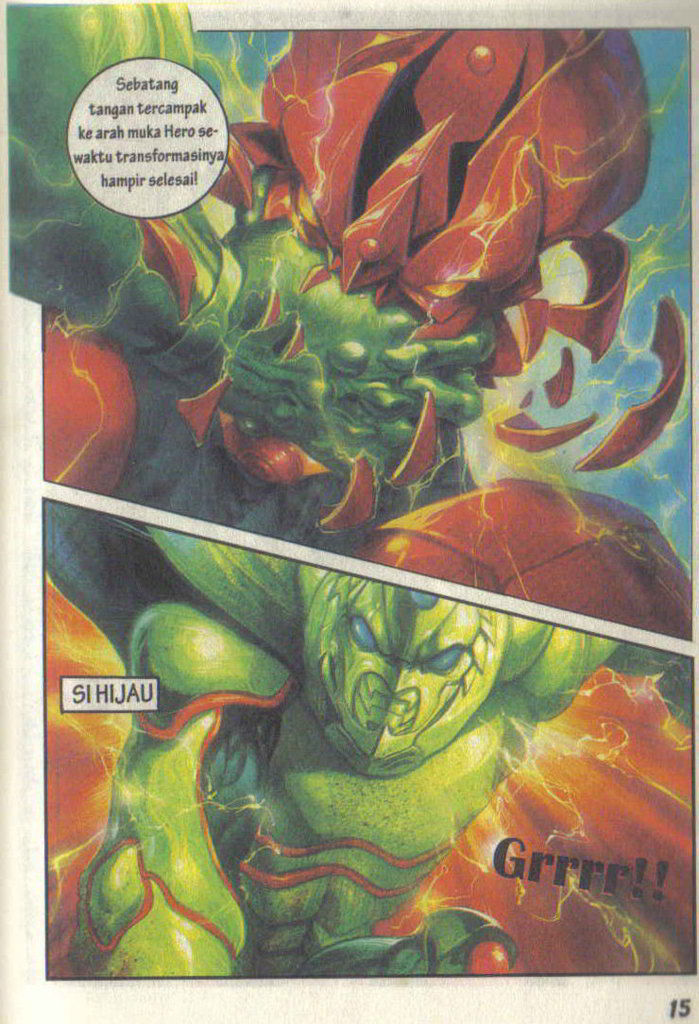 Sebatang
tangan tercampak
ke arah muka Hero se-
waktu transformasinya
hampir selesai!
SI HIJAU
Grrrr!!
15